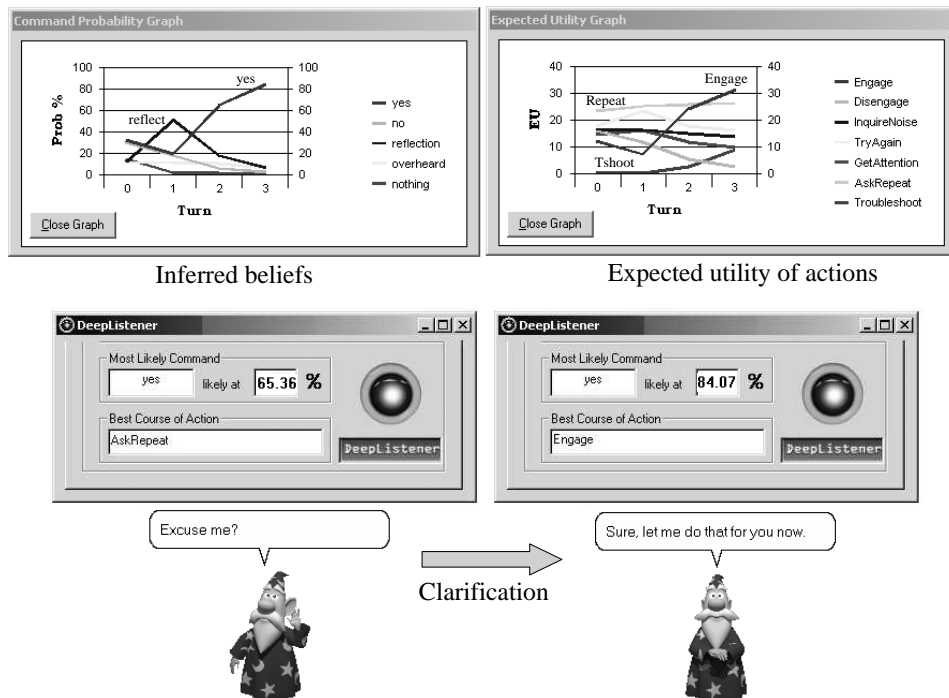 Command Probability Graph
100
80
60
40
20
0
Prob %
100
80
60
40
20
0
yes
reflect
0 1 2 3
Turn
yes
no
reflection
overheard
nothing
Close Graph
Expected Utility Graph
40
30
20
10
0
EU
40
30
20
10
0
Engage
Repeat
Tshoot
0 1 2 3
Turn
Engage
Disengage
InquireNoise
TryAgain
GetAttention
AskRepeat
Troubleshoot
Close Graph
Inferred beliefs
Expected utility of actions
DeepListener
Most Likely Command
yes likely at 65.36 %
Best Course of Action
AskRepeat
DeepListener
DeepListener
Most Likely Command
yes likely at 84.07 %
Best Course of Action
Engage
DeepListener
Excuse me?
Sure, let me do that for you now.
Clarification